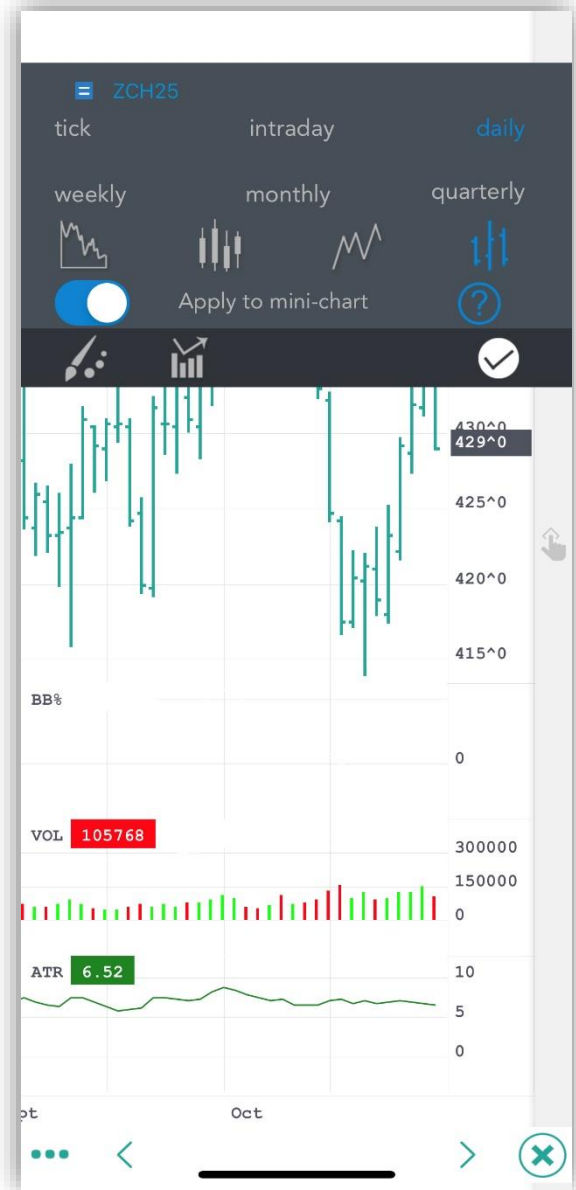 ZCH25
tick intraday daily
weekly monthly quarterly
Apply to mini-chart ?
430^0
429^0
425^0
420^0
415^0
BB%
0
VOL 105768
300000
150000
0
ATR 6.52
10
5
0
pt Oct